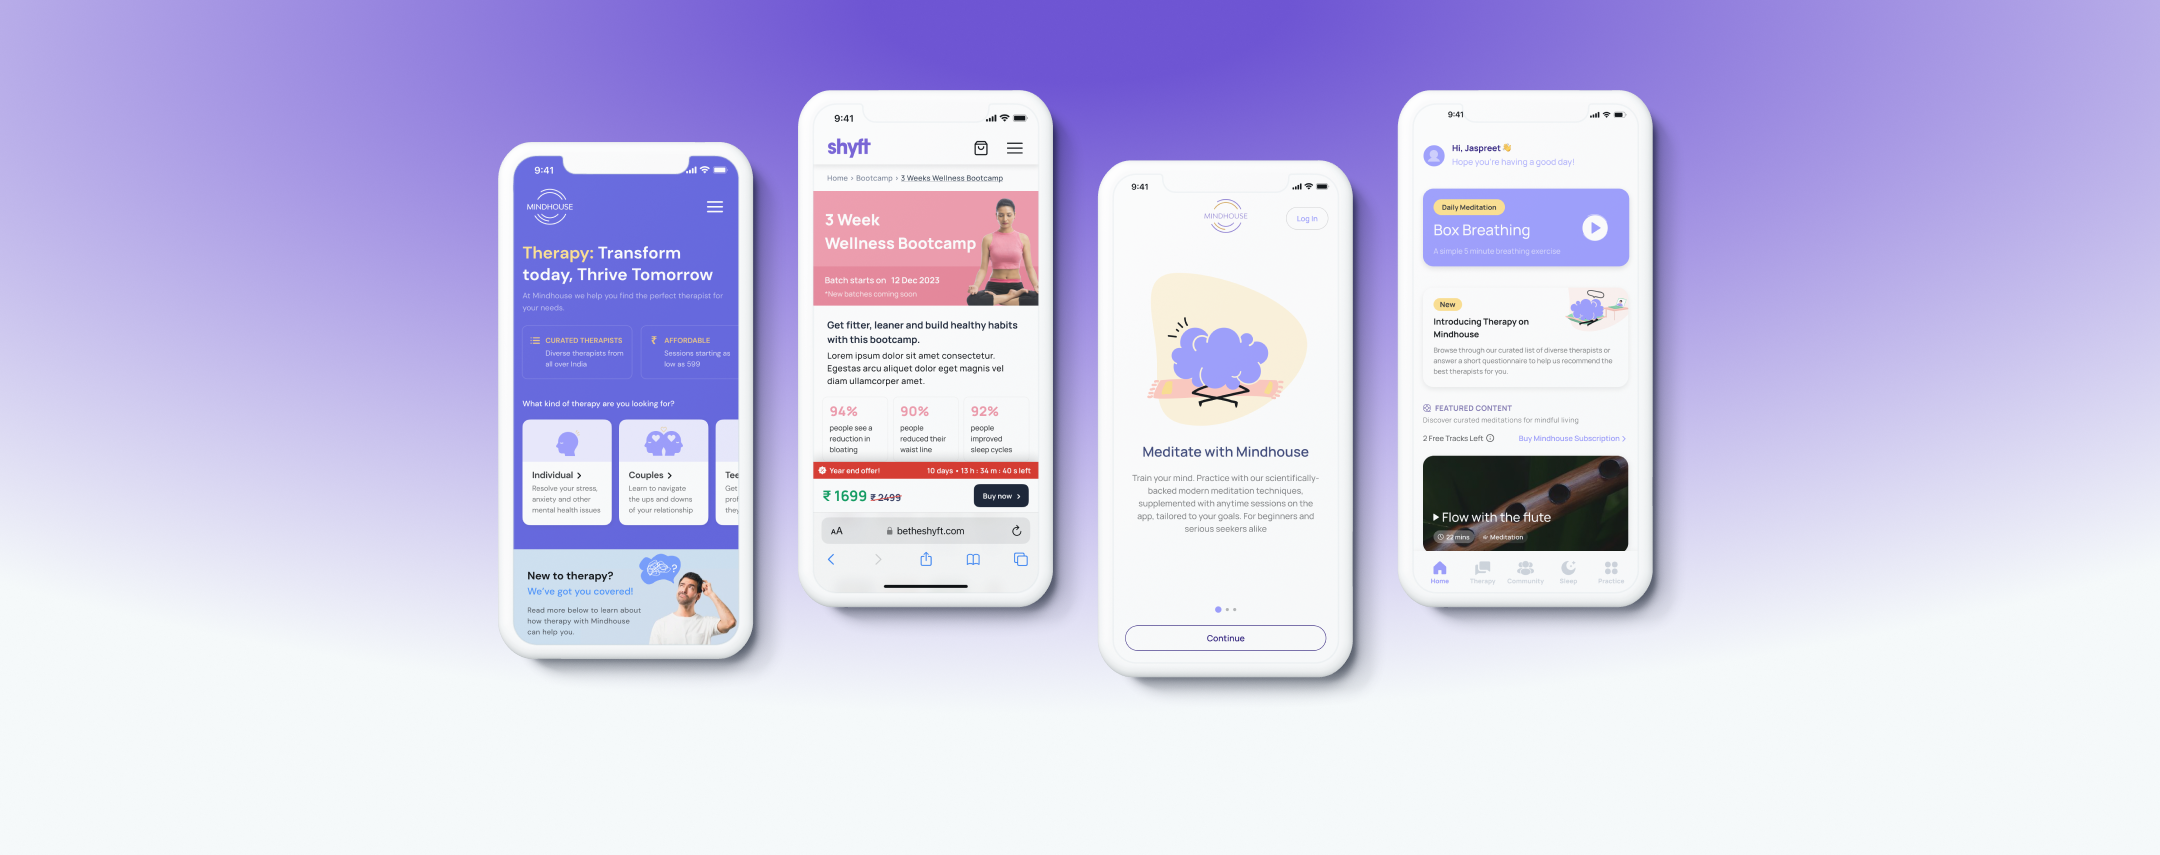 9:41
MINDHOUSE
Therapy: Transform
today, Thrive Tomorrow
At Mindhouse we help you find the perfect therapist for
your needs.
CURATED THERAPISTS
Diverse therapists from
all over India
₹ AFFORDABLE
Sessions starting as
low as 599
What kind of therapy are you looking for?
Individual >
Resolve your stress,
anxiety and other
mental health issues
Couples >
Learn to navigate
the ups and downs
of your relationship
Tee
Get
prof
they
New to therapy?
We've got you covered!
Read more below to learn about
how therapy with Mindhouse
can help you.
?
9:41
shyft
Home > Bootcamp > 3 Weeks Wellness Bootcamp
3 Week
Wellness Bootcamp
Batch starts on 12 Dec 2023
*New batches coming soon
Get fitter, leaner and build healthy habits
with this bootcamp.
Lorem ipsum dolor sit amet consectetur.
Egestas arcu aliquet dolor eget magnis vel
diam ullamcorper amet.
94%
people see a
reduction in
bloating
90%
people
reduced their
waist line
92%
people
improved
sleep cycles
Year end offer!
10 days • 13 h : 34 m : 40 s left
₹ 1699 ₹ 2499
Buy now >
AA
betheshyft.com
9:41
MINDHOUSE
Log In
Meditate with Mindhouse
Train your mind. Practice with our scientifically-
backed modern meditation techniques,
supplemented with anytime sessions on the
app, tailored to your goals. For beginners and
serious seekers alike
Continue
9:41
Hi, Jaspreet 👋
Hope you're having a good day!
Daily Meditation
Box Breathing
A simple 5 minute breathing exercise
New
Introducing Therapy on
Mindhouse
Browse through our curated list of diverse therapists or
answer a short questionnaire to help us recommend the
best therapists for you.
FEATURED CONTENT
Discover curated meditations for mindful living
2 Free Tracks Left
Buy Mindhouse Subscription >
Flow with the flute
22 mins
Meditation
Home
Therapy
Community
Sleep
Practice